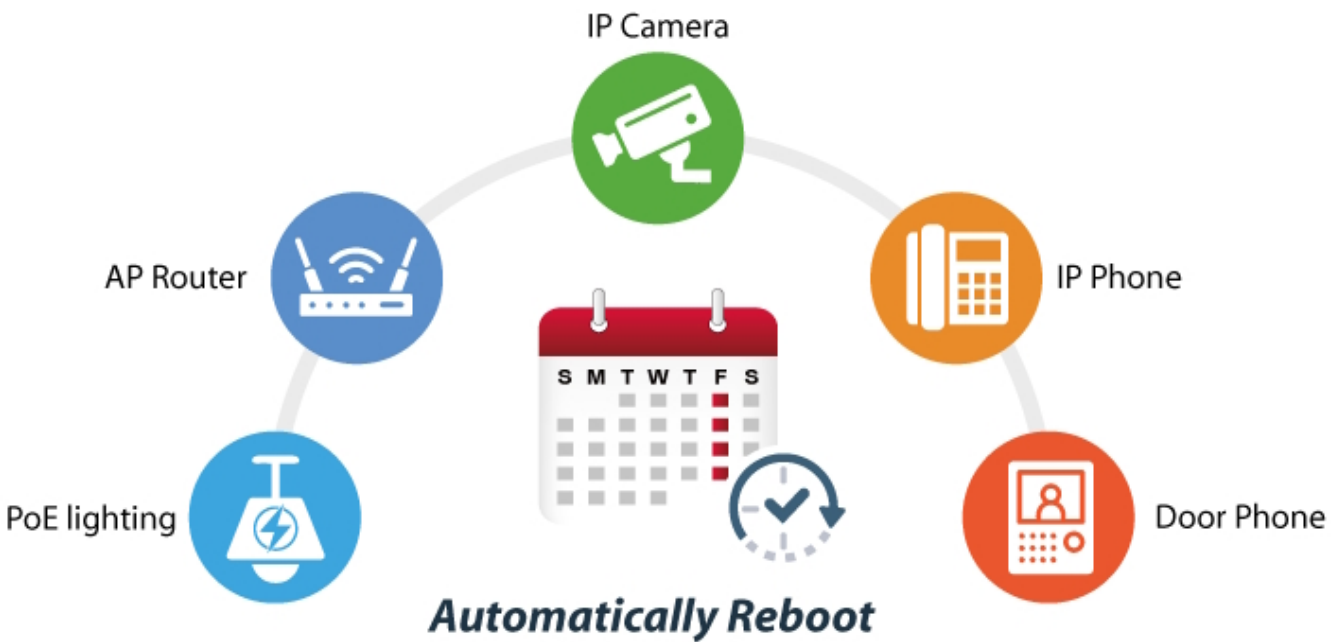 IP Camera
AP Router
IP Phone
S M T W T F S
PoE lighting
Door Phone
Automatically Reboot